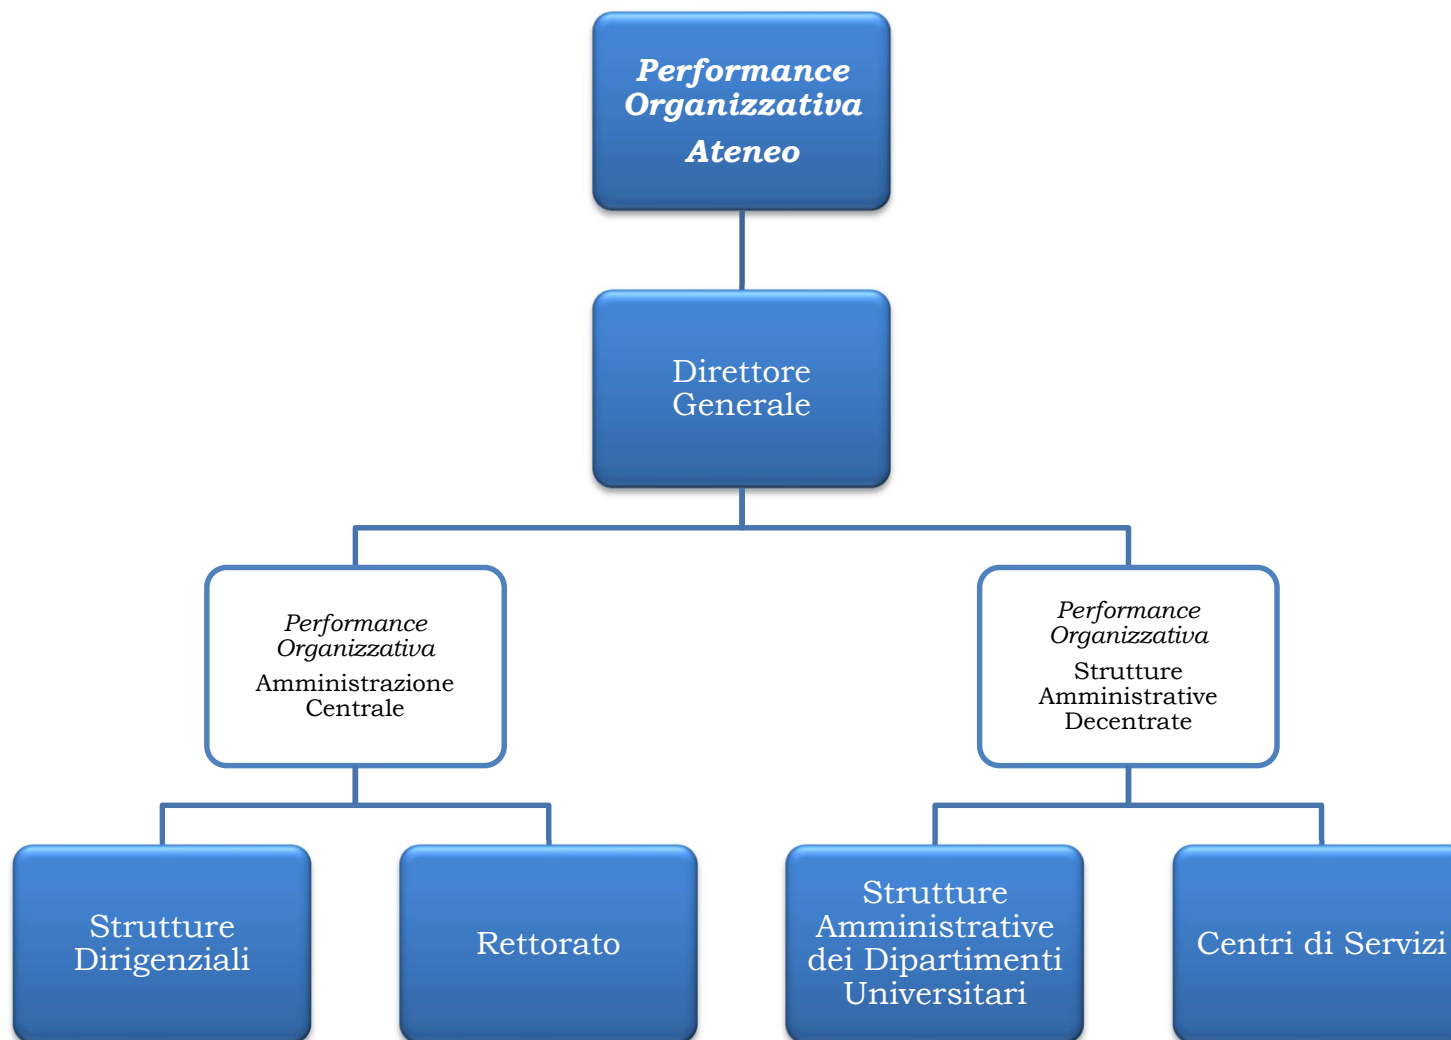 Performance
Organizzativa
Ateneo
Direttore
Generale
Performance
Organizzativa
Amministrazione
Centrale
Performance
Organizzativa
Strutture
Amministrative
Decentrate
Strutture
Dirigenziali
Rettorato
Strutture
Amministrative
dei Dipartimenti
Universitari
Centri di Servizi